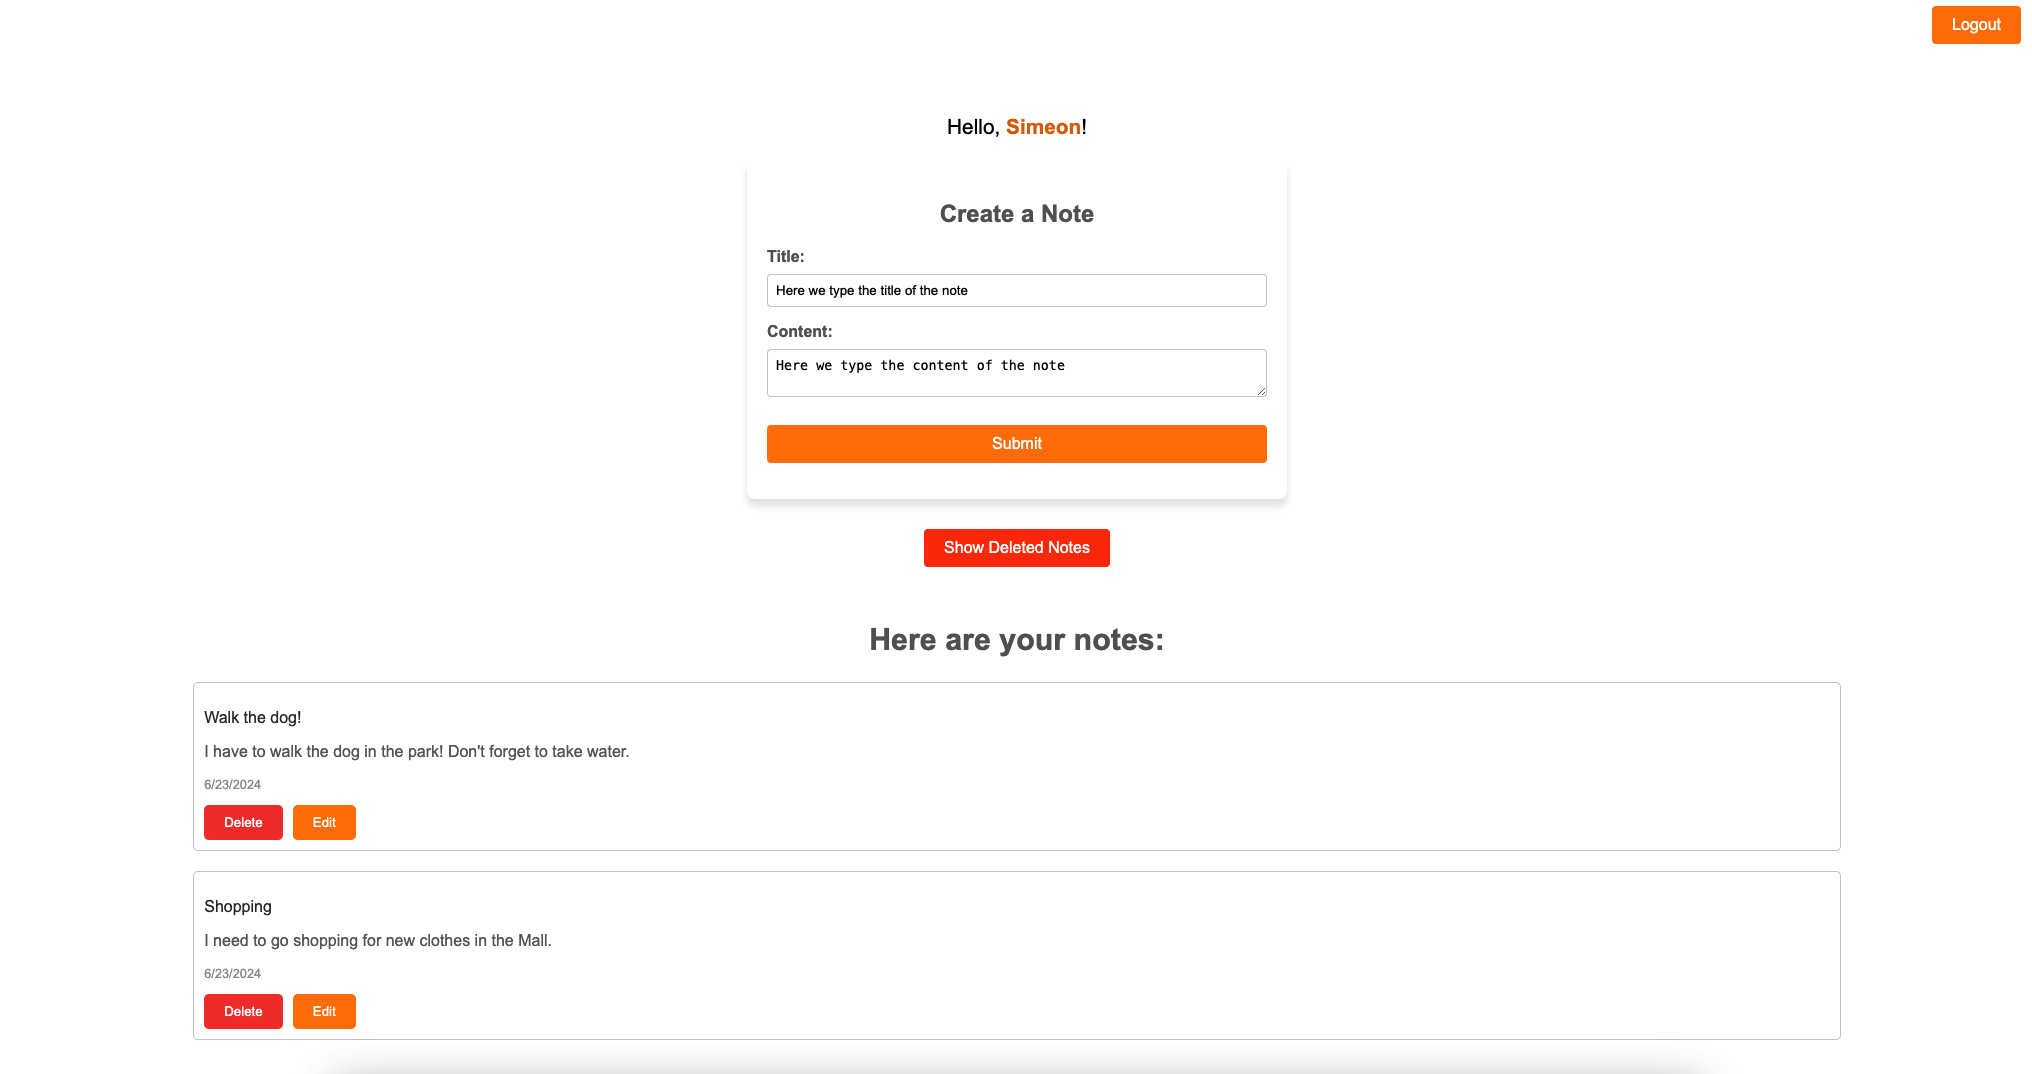 Logout
Hello, Simeon!
Create a Note
Title:
Here we type the title of the note
Content:
Here we type the content of the note
Submit
Show Deleted Notes
Here are your notes:
Walk the dog!
I have to walk the dog in the park! Don't forget to take water.
6/23/2024
Delete Edit
Shopping
I need to go shopping for new clothes in the Mall.
6/23/2024
Delete Edit